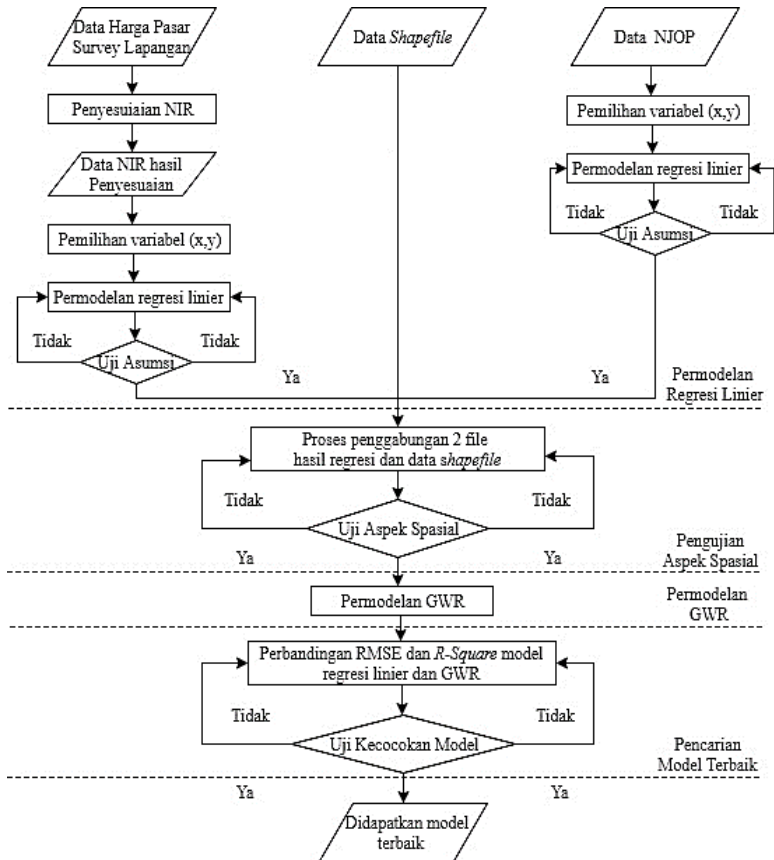 Data Harga Pasar
Survey Lapangan
Data Shapefile
Data NJOP
Penyesuiaian NIR
Pemilihan variabel (x,y)
Data NIR hasil
Penyesuaian
Permodelan regresi linier
Tidak
Tidak
Uji Asumsi
Pemilihan variabel (x,y)
Permodelan regresi linier
Tidak
Tidak
Uji Asumsi
Ya
Ya
Permodelan
Regresi Linier
Proses penggabungan 2 file
hasil regresi dan data shapefile
Tidak
Tidak
Uji Aspek Spasial
Ya
Ya
Pengujian
Aspek Spasial
Permodelan GWR
Permodelan
GWR
Perbandingan RMSE dan R-Square model
regresi linier dan GWR
Tidak
Tidak
Uji Kecocokan Model
Pencarian
Model Terbaik
Ya
Ya
Didapatkan model
terbaik